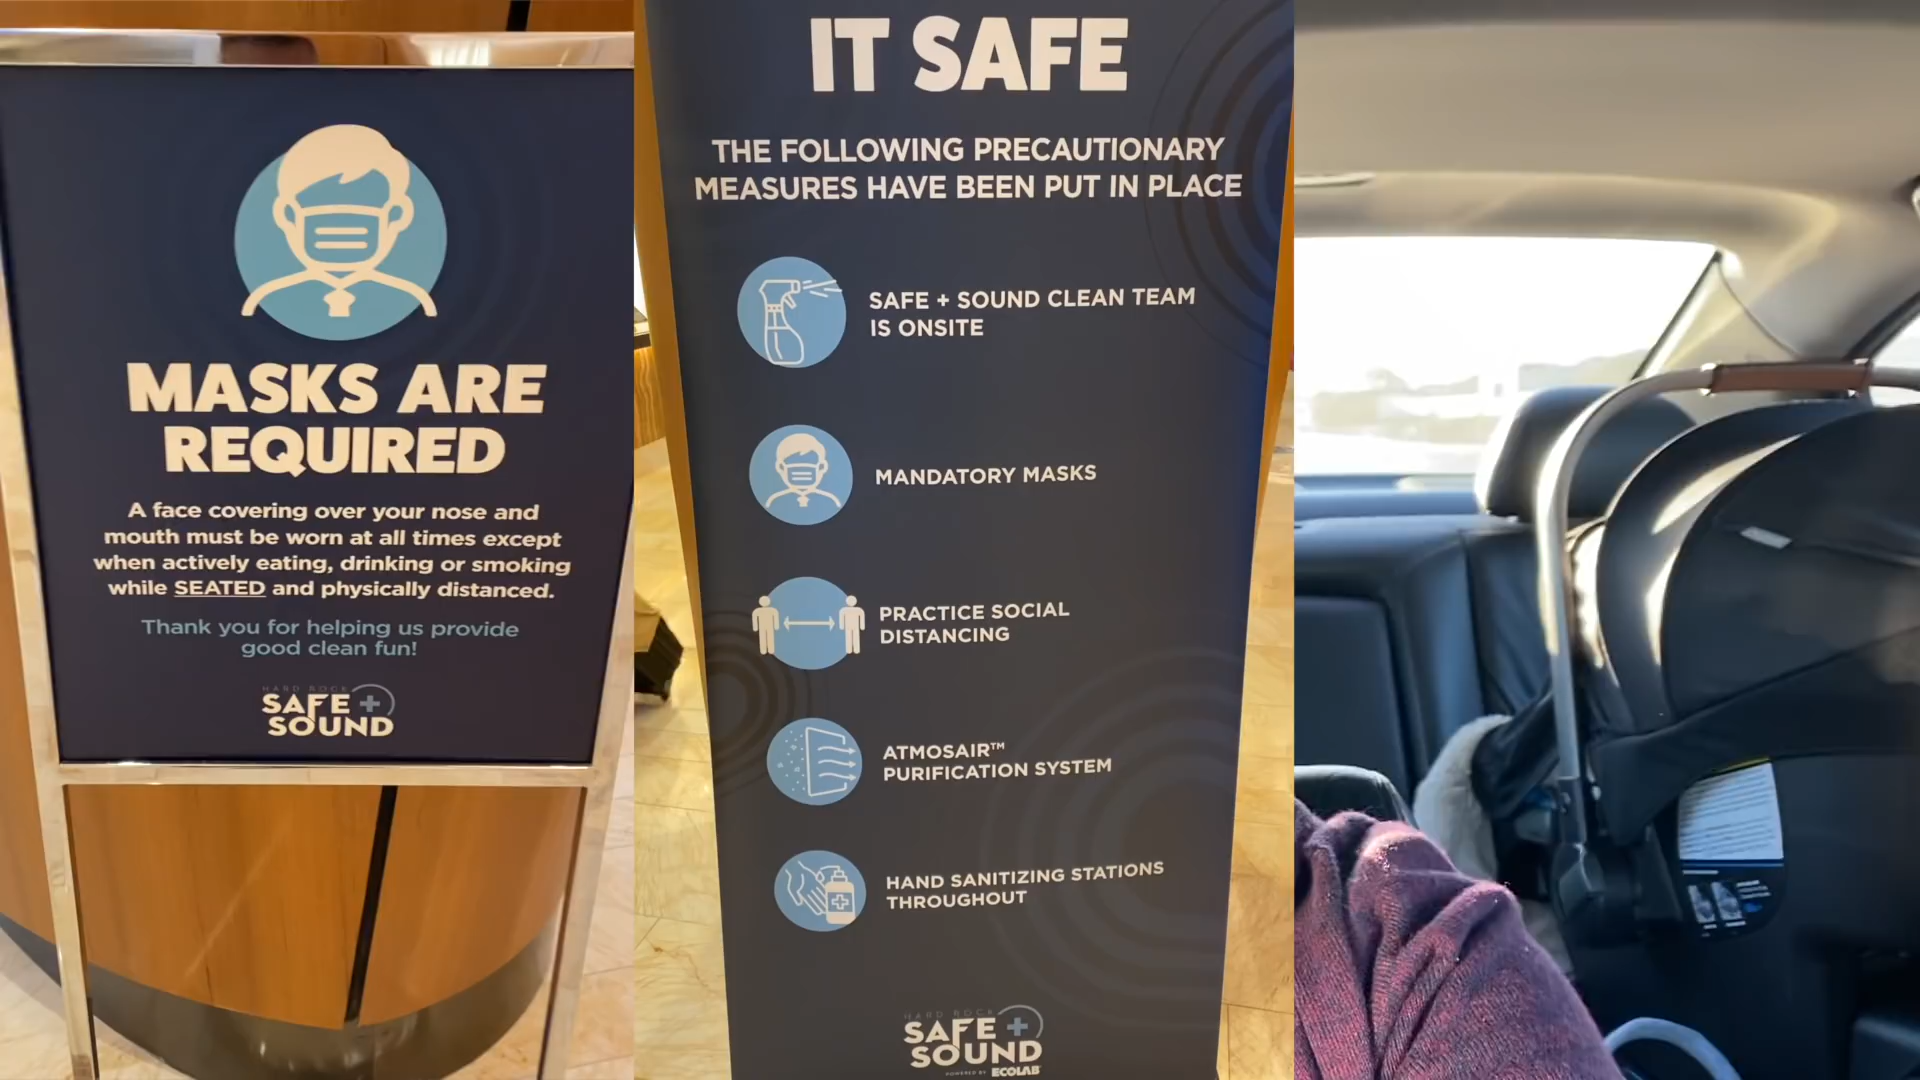 MASKS ARE
REQUIRED
A face covering over your nose and
mouth must be worn at all times except
when actively eating, drinking or smoking
while SEATED and physically distanced.
Thank you for helping us provide
good clean fun!
HARD ROCK
SAFE +
SOUND
IT SAFE
THE FOLLOWING PRECAUTIONARY
MEASURES HAVE BEEN PUT IN PLACE
SAFE + SOUND CLEAN TEAM
IS ONSITE
MANDATORY MASKS
PRACTICE SOCIAL
DISTANCING
ATMOSAIR™
PURIFICATION SYSTEM
HAND SANITIZING STATIONS
THROUGHOUT
HARD ROCK
SAFE +
SOUND
POWERED BY ECOLAB